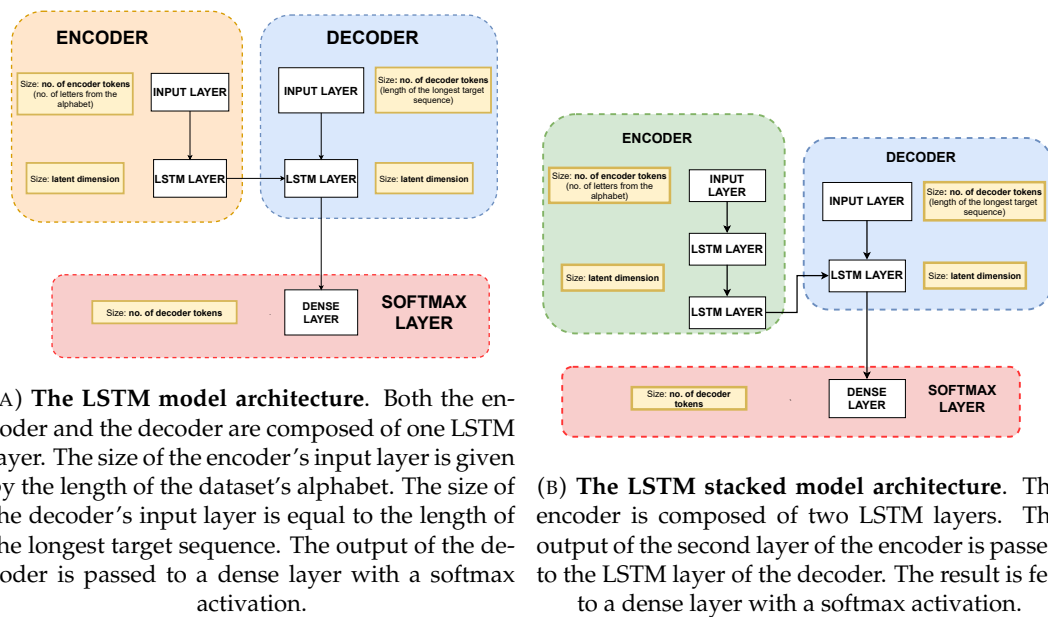 ENCODER
Size: no. of encoder tokens
(no. of letters from the
alphabet)
INPUT LAYER
Size: latent dimension
LSTM LAYER
DECODER
INPUT LAYER
Size: no. of decoder tokens
(length of the longest target
sequence)
LSTM LAYER
Size: latent dimension
Size: no. of decoder tokens
DENSE
LAYER
SOFTMAX
LAYER
A) The LSTM model architecture. Both the en-
oder and the decoder are composed of one LSTM
ayer. The size of the encoder's input layer is given
by the length of the dataset's alphabet. The size of
he decoder's input layer is equal to the length of
he longest target sequence. The output of the de-
oder is passed to a dense layer with a softmax
activation.
ENCODER
Size: no. of encoder tokens
(no. of letters from the
alphabet)
INPUT
LAYER
LSTM LAYER
Size: latent dimension
LSTM LAYER
DECODER
INPUT LAYER
Size: no. of decoder tokens
(length of the longest target
sequence)
LSTM LAYER
Size: latent dimension
Size: no. of decoder
tokens
DENSE
LAYER
SOFTMAX
LAYER
(B) The LSTM stacked model architecture. Th
encoder is composed of two LSTM layers. Th
output of the second layer of the encoder is passe
to the LSTM layer of the decoder. The result is fe
to a dense layer with a softmax activation.